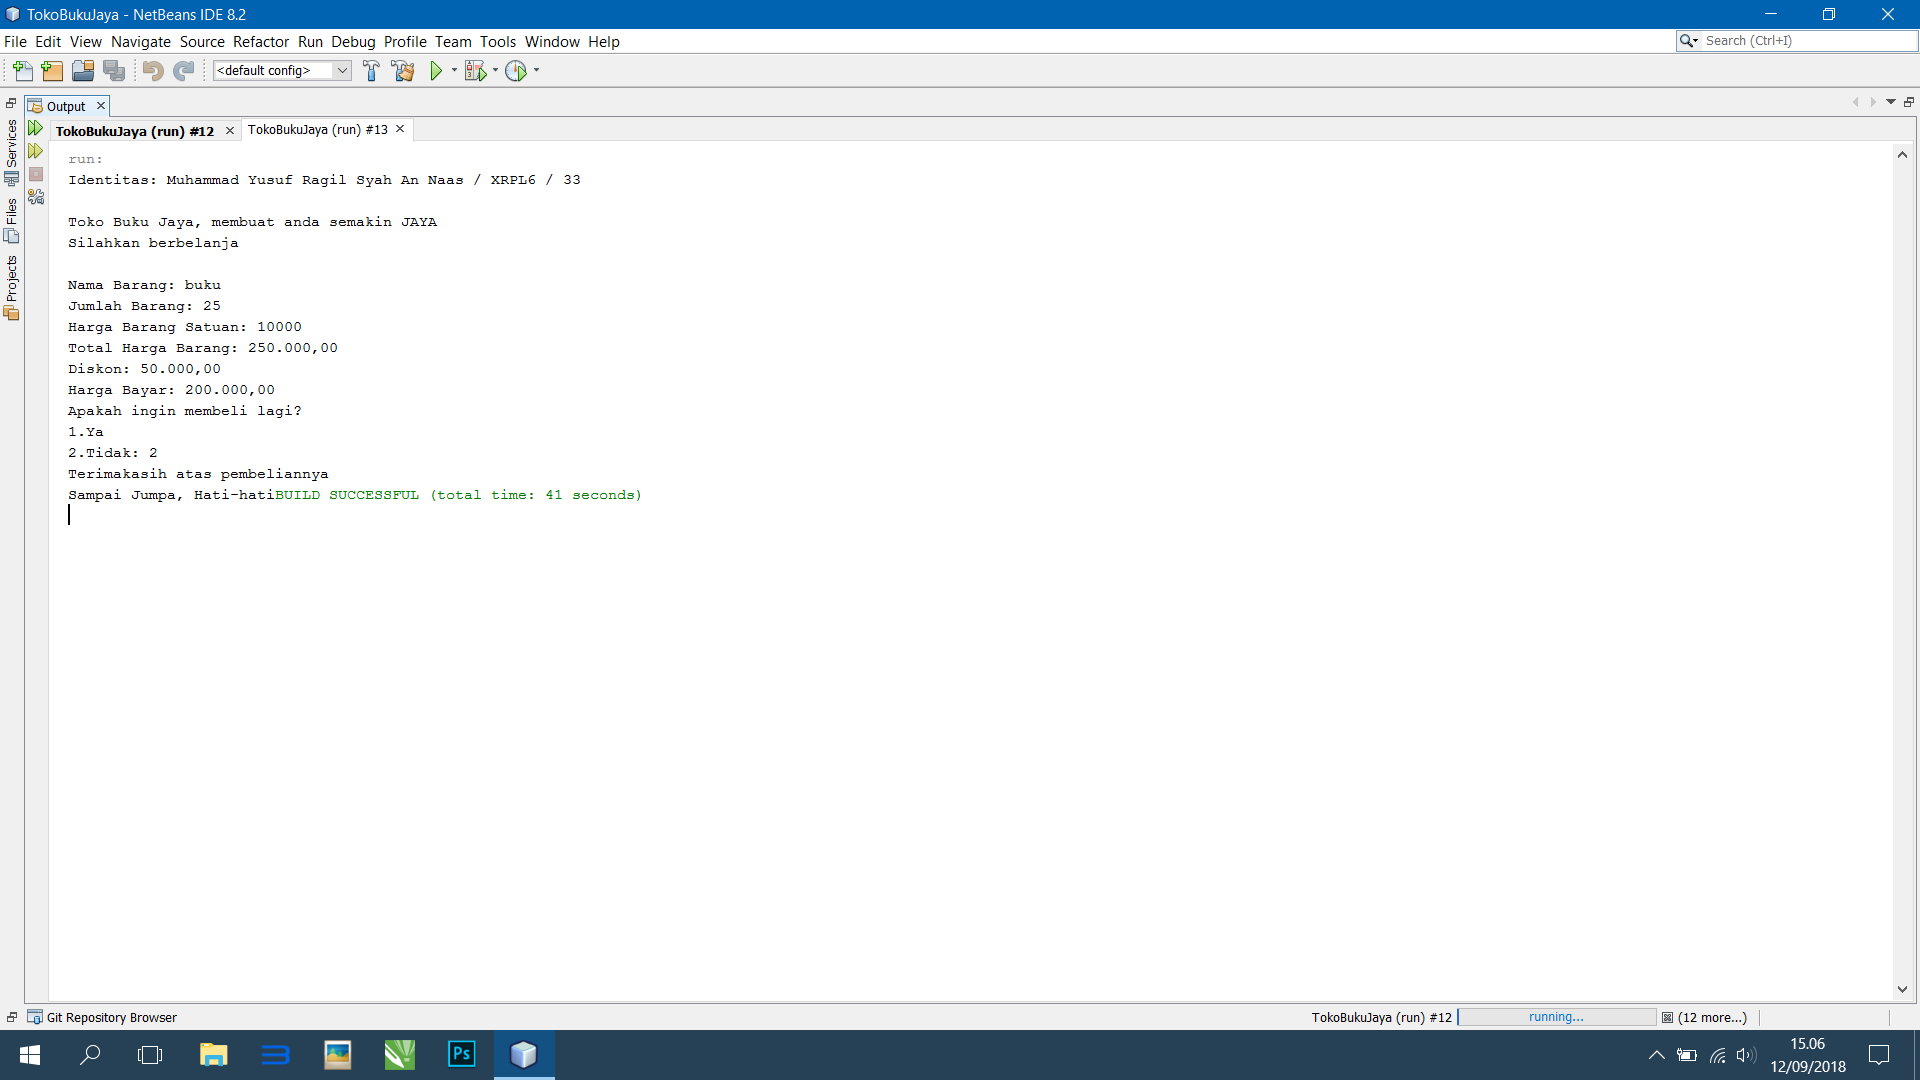 TokoBukuJaya - NetBeans IDE 8.2
File Edit View Navigate Source Refactor Run Debug Profile Team Tools Window Help
Search (Ctrl+I)
<default config>
Output
TokoBukuJaya (run) #12
TokoBukuJaya (run) #13
Services
Files
Projects
run:
Identitas: Muhammad Yusuf Ragil Syah An Naas / XRPL6 / 33
Toko Buku Jaya, membuat anda semakin JAYA
Silahkan berbelanja
Nama Barang: buku
Jumlah Barang: 25
Harga Barang Satuan: 10000
Total Harga Barang: 250.000,00
Diskon: 50.000,00
Harga Bayar: 200.000,00
Apakah ingin membeli lagi?
1.Ya
2.Tidak: 2
Terimakasih atas pembeliannya
Sampai Jumpa, Hati-hatiBUILD SUCCESSFUL (total time: 41 seconds)
Git Repository Browser
TokoBukuJaya (run) #12
running...
(12 more...)
Ps
15.06
12/09/2018